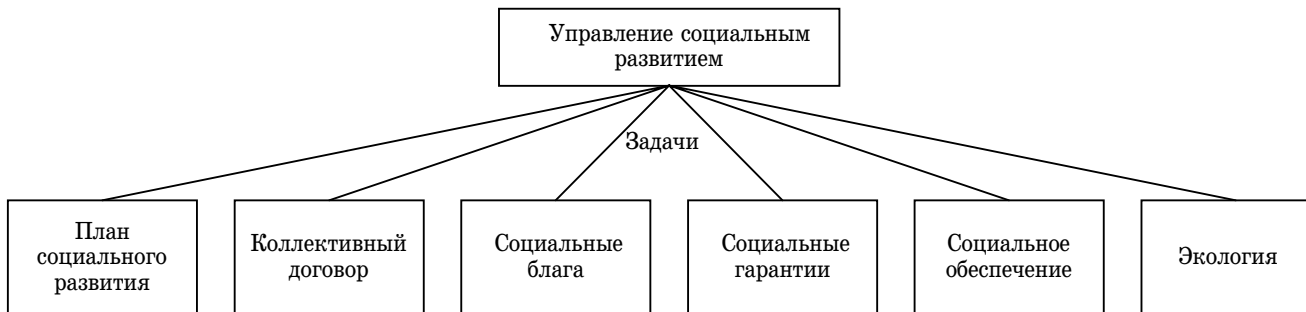 Управление социальным
развитием
Задачи
План
социального
развития
Коллективный
договор
Социальные
блага
Социальные
гарантии
Социальное
обеспечение
Экология